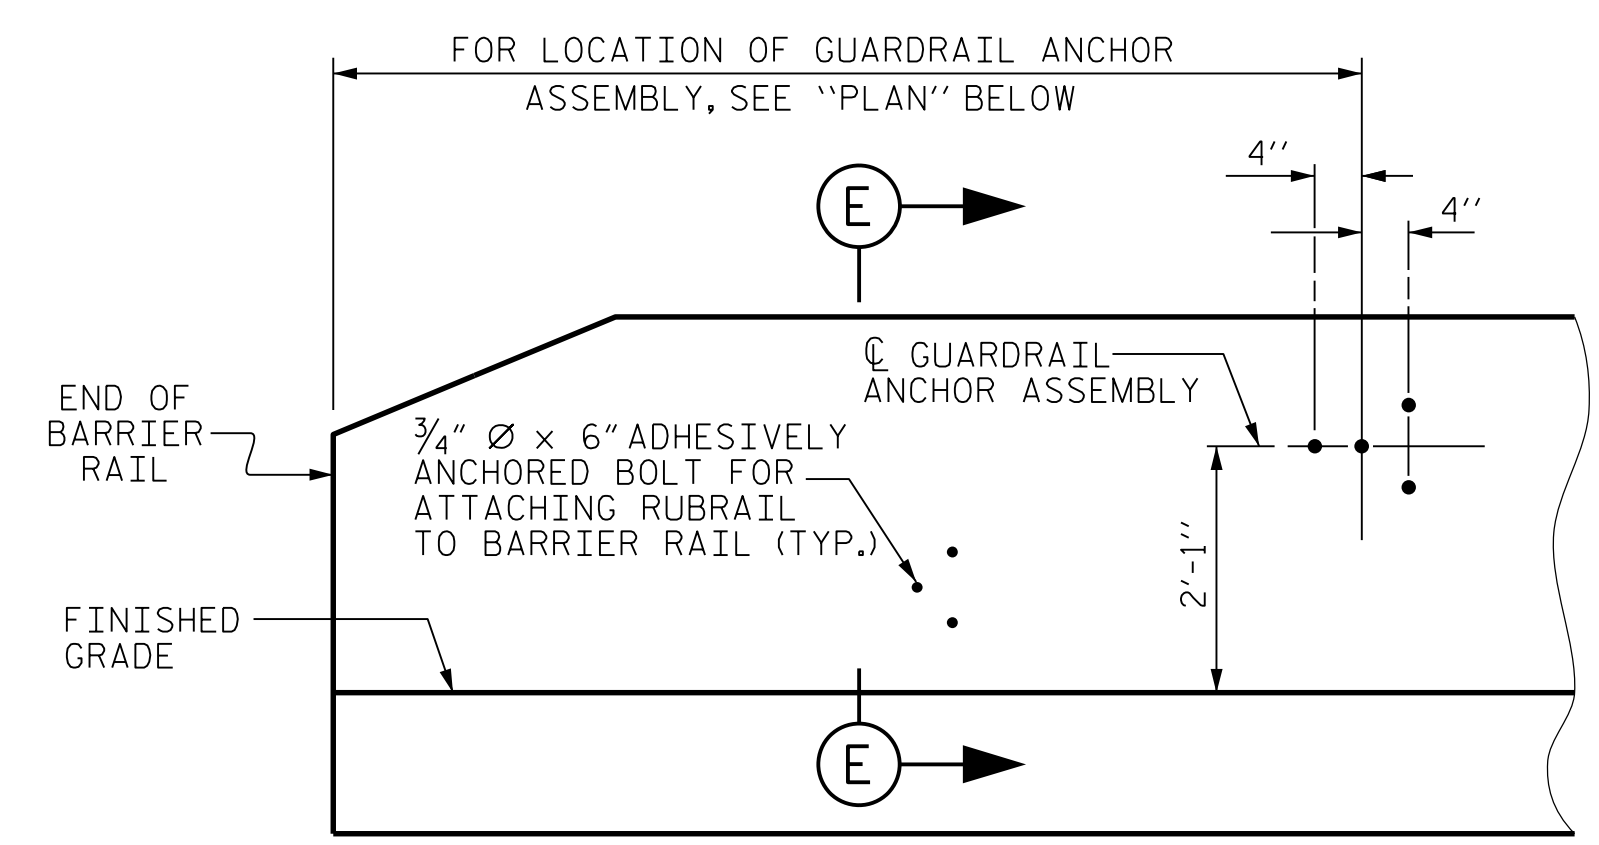 FOR LOCATION OF GUARDRAIL ANCHOR
ASSEMBLY, SEE "PLAN" BELOW
4"
E
4"
℄ GUARDRAIL
ANCHOR ASSEMBLY
END OF
BARRIER
RAIL
3/4" Ø x 6" ADHESIVELY
ANCHORED BOLT FOR
ATTACHING RUBRAIL
TO BARRIER RAIL (TYP.)
2'-1"
FINISHED
GRADE
E